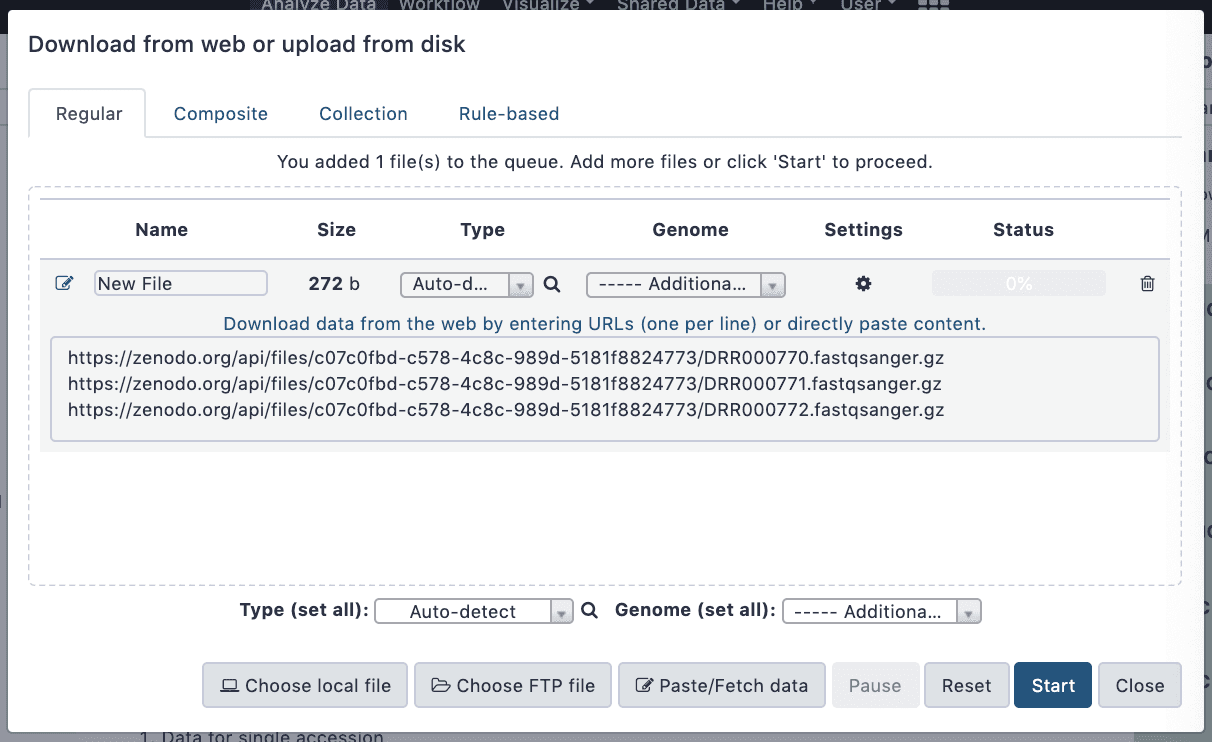 Analyze Data Workflow Visualize Shared Data Help User
Download from web or upload from disk
Regular Composite Collection Rule-based
You added 1 file(s) to the queue. Add more files or click 'Start' to proceed.
Name Size Type Genome Settings Status
New File 272 b Auto-d... ----- Additiona... 0%
Download data from the web by entering URLs (one per line) or directly paste content.
https://zenodo.org/api/files/c07c0fbd-c578-4c8c-989d-5181f8824773/DRR000770.fastqsanger.gz
https://zenodo.org/api/files/c07c0fbd-c578-4c8c-989d-5181f8824773/DRR000771.fastqsanger.gz
https://zenodo.org/api/files/c07c0fbd-c578-4c8c-989d-5181f8824773/DRR000772.fastqsanger.gz
Type (set all): Auto-detect Genome (set all): ----- Additiona...
Choose local file Choose FTP file Paste/Fetch data Pause Reset Start Close
1. Data for single accession